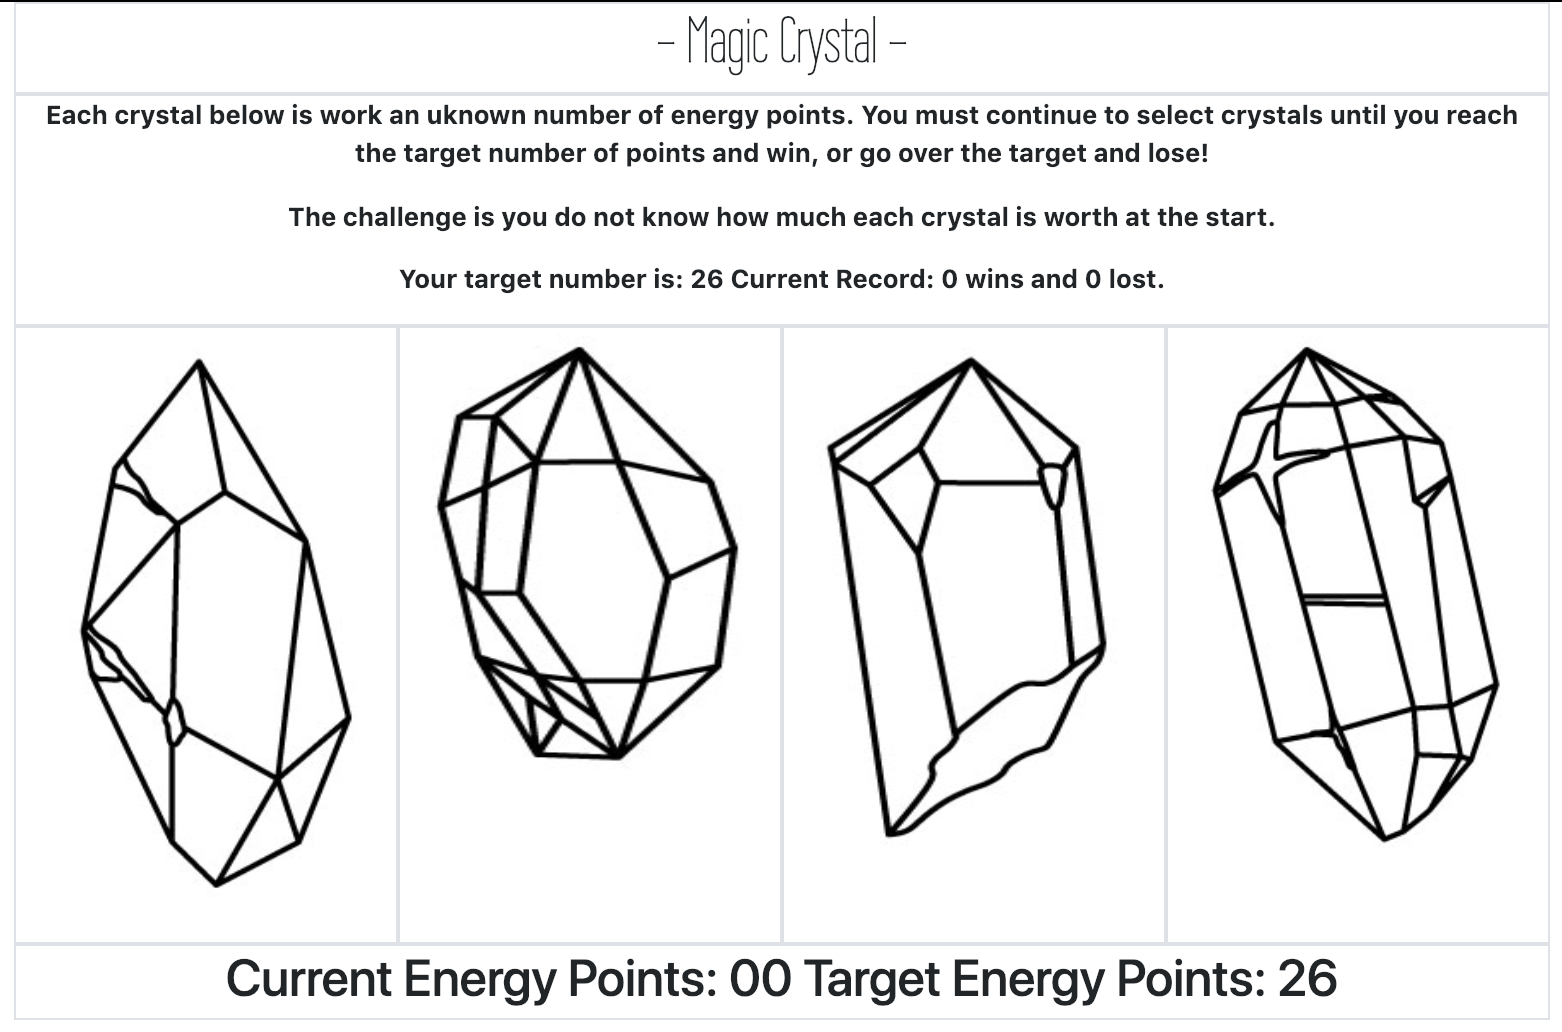 – Magic Crystal –
Each crystal below is work an uknown number of energy points. You must continue to select crystals until you reach
the target number of points and win, or go over the target and lose!
The challenge is you do not know how much each crystal is worth at the start.
Your target number is: 26 Current Record: 0 wins and 0 lost.
Current Energy Points: 00 Target Energy Points: 26